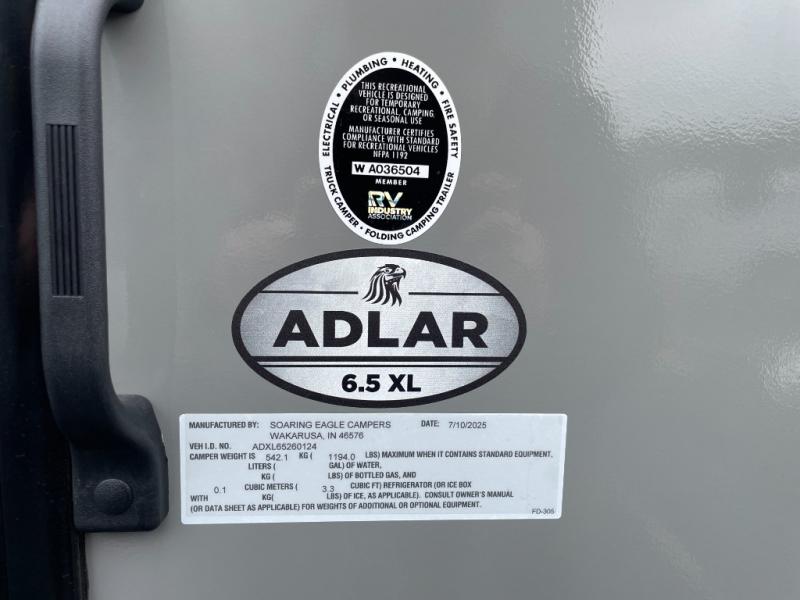 ELECTRICAL • PLUMBING • HEATING • FIRE SAFETY
THIS RECREATIONAL
VEHICLE IS DESIGNED
FOR TEMPORARY
RECREATIONAL, CAMPING,
OR SEASONAL USE
MANUFACTURER CERTIFIES
COMPLIANCE WITH STANDARD
FOR RECREATIONAL VEHICLES
NFPA 1192
W A036504
MEMBER
RV
INDUSTRY
ASSOCIATION
TRUCK CAMPER • FOLDING CAMPING TRAILER
ADLAR
6.5 XL
MANUFACTURED BY: SOARING EAGLE CAMPERS DATE: 7/10/2025
WAKARUSA, IN 46576
VEH I.D. NO. ADXL65260124
CAMPER WEIGHT IS 542.1 KG ( 1194.0 LBS) MAXIMUM WHEN IT CONTAINS STANDARD EQUIPMENT,
LITERS ( GAL) OF WATER,
KG ( LBS) OF BOTTLED GAS, AND
0.1 CUBIC METERS ( 3.3 CUBIC FT) REFRIGERATOR (OR ICE BOX
WITH KG( LBS) OF ICE, AS APPLICABLE). CONSULT OWNER'S MANUAL
(OR DATA SHEET AS APPLICABLE) FOR WEIGHTS OF ADDITIONAL OR OPTIONAL EQUIPMENT.
FD-305